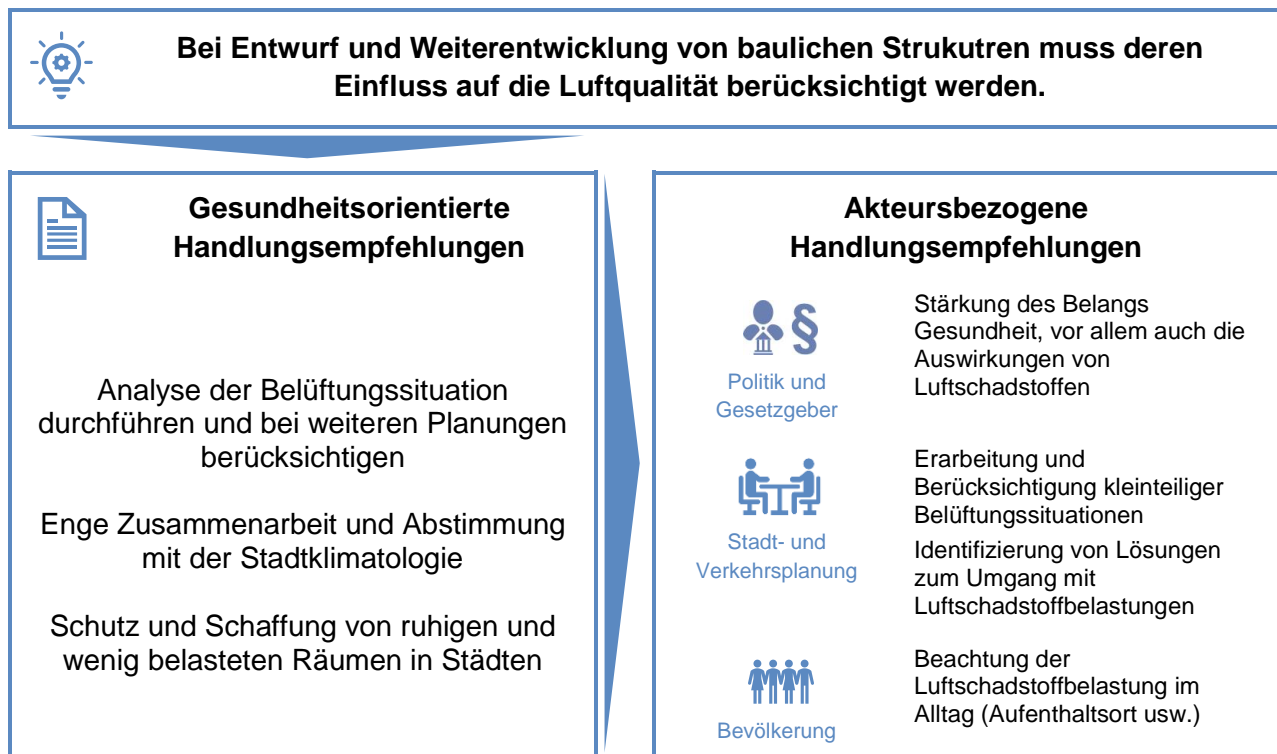 Bei Entwurf und Weiterentwicklung von baulichen Strukutren muss deren
Einfluss auf die Luftqualität berücksichtigt werden.
Gesundheitsorientierte
Handlungsempfehlungen
Analyse der Belüftungssituation
durchführen und bei weiteren Planungen
berücksichtigen
Enge Zusammenarbeit und Abstimmung
mit der Stadtklimatologie
Schutz und Schaffung von ruhigen und
wenig belasteten Räumen in Städten
Akteursbezogene
Handlungsempfehlungen
§
Politik und
Gesetzgeber
Stärkung des Belangs
Gesundheit, vor allem auch die
Auswirkungen von
Luftschadstoffen
Stadt- und
Verkehrsplanung
Erarbeitung und
Berücksichtigung kleinteiliger
Belüftungssituationen
Identifizierung von Lösungen
zum Umgang mit
Luftschadstoffbelastungen
Bevölkerung
Beachtung der
Luftschadstoffbelastung im
Alltag (Aufenthaltsort usw.)